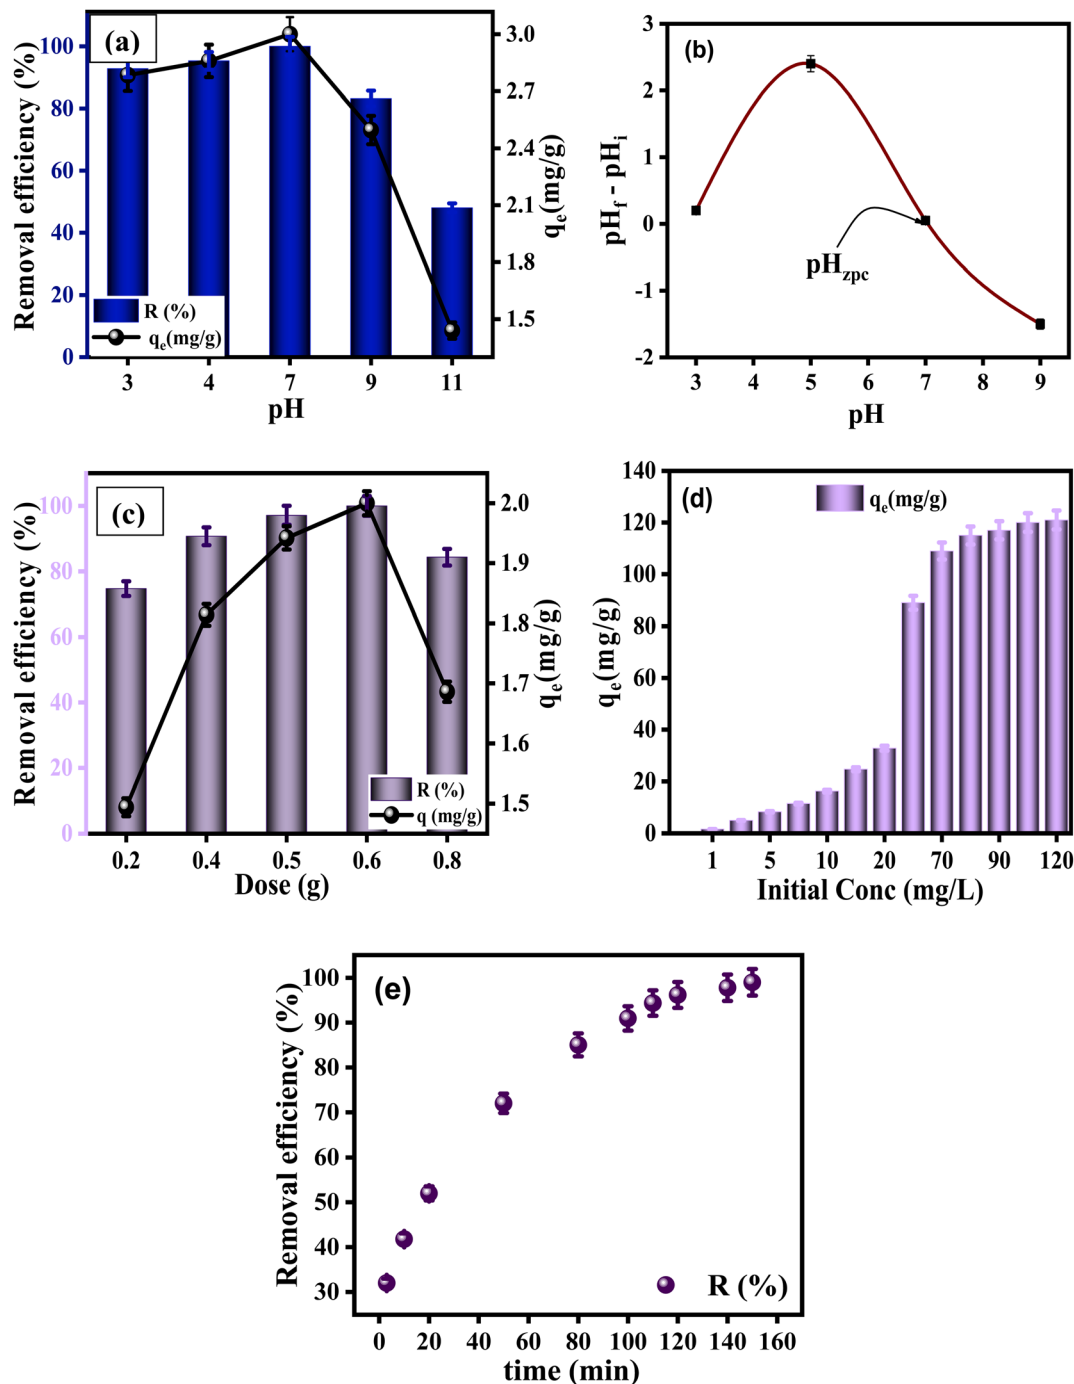 (a)
Removal efficiency (%)
100
80
60
40
20
0
3.0
2.7
2.4
2.1
1.8
1.5
qₑ(mg/g)
R (%)
qₑ(mg/g)
3 4 7 9 11
pH
(b)
pH_f - pH_i
3
2
1
0
-1
-2
pH_zpc
3 4 5 6 7 8 9
pH
(c)
Removal efficiency (%)
100
80
60
40
20
0
2.0
1.9
1.8
1.7
1.6
1.5
qₑ(mg/g)
R (%)
q (mg/g)
0.2 0.4 0.5 0.6 0.8
Dose (g)
(d)
qₑ(mg/g)
qₑ(mg/g)
140
120
100
80
60
40
20
0
1 5 10 20 70 90 120
Initial Conc (mg/L)
(e)
Removal efficiency (%)
100
90
80
70
60
50
40
30
R (%)
0 20 40 60 80 100 120 140 160
time (min)